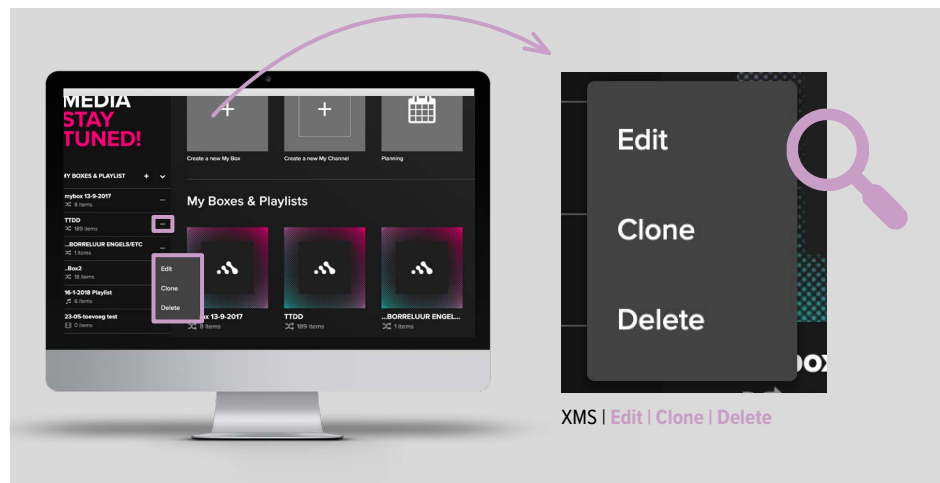 MEDIA
STAY
TUNED!
MY BOXES & PLAYLIST + 
mybox 13-9-2017 ...
8 items
TTDD ...
189 items
...BORRELUUR ENGELS/ETC ...
1 items
..Box2
18 items
16-1-2018 Playlist
6 items
23-05-toevoeg test
0 items
Edit
Clone
Delete
+
Create a new My Box
+
Create a new My Channel
Planning
My Boxes & Playlists
box 13-9-2017
8 items
TTDD
189 items
...BORRELUUR ENGEL...
1 items
Edit
Clone
Delete
box
XMS | Edit | Clone | Delete